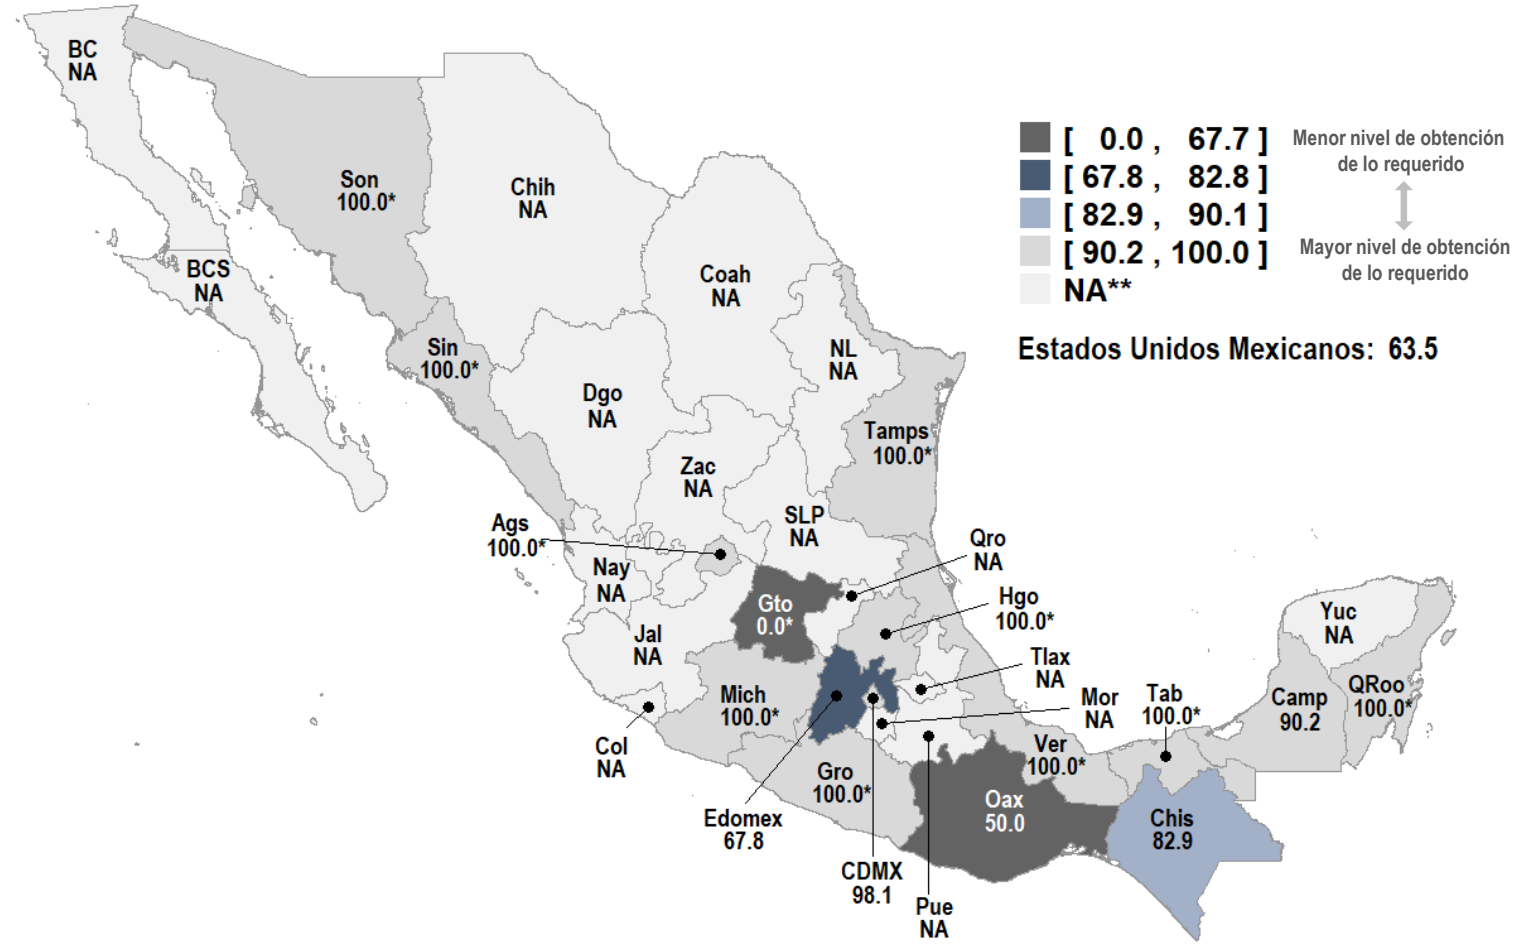 BC
NA
Son
100.0*
Chih
NA
BCS
NA
Coah
NA
Sin
100.0*
NL
NA
Dgo
NA
Tamps
100.0*
Zac
NA
SLP
NA
Ags
100.0*
Nay
NA
Qro
NA
Gto
0.0*
Hgo
100.0*
Jal
NA
Yuc
NA
Tlax
NA
Mich
100.0*
Mor
NA
Tab
100.0*
Camp
90.2
QRoo
100.0*
Col
NA
Ver
100.0*
Gro
100.0*
Oax
50.0
Edomex
67.8
Chis
82.9
CDMX
98.1
Pue
NA
[ 0.0 , 67.7 ]
[ 67.8 , 82.8 ]
[ 82.9 , 90.1 ]
[ 90.2 , 100.0 ]
NA**
Menor nivel de obtención
de lo requerido
Mayor nivel de obtención
de lo requerido
Estados Unidos Mexicanos: 63.5